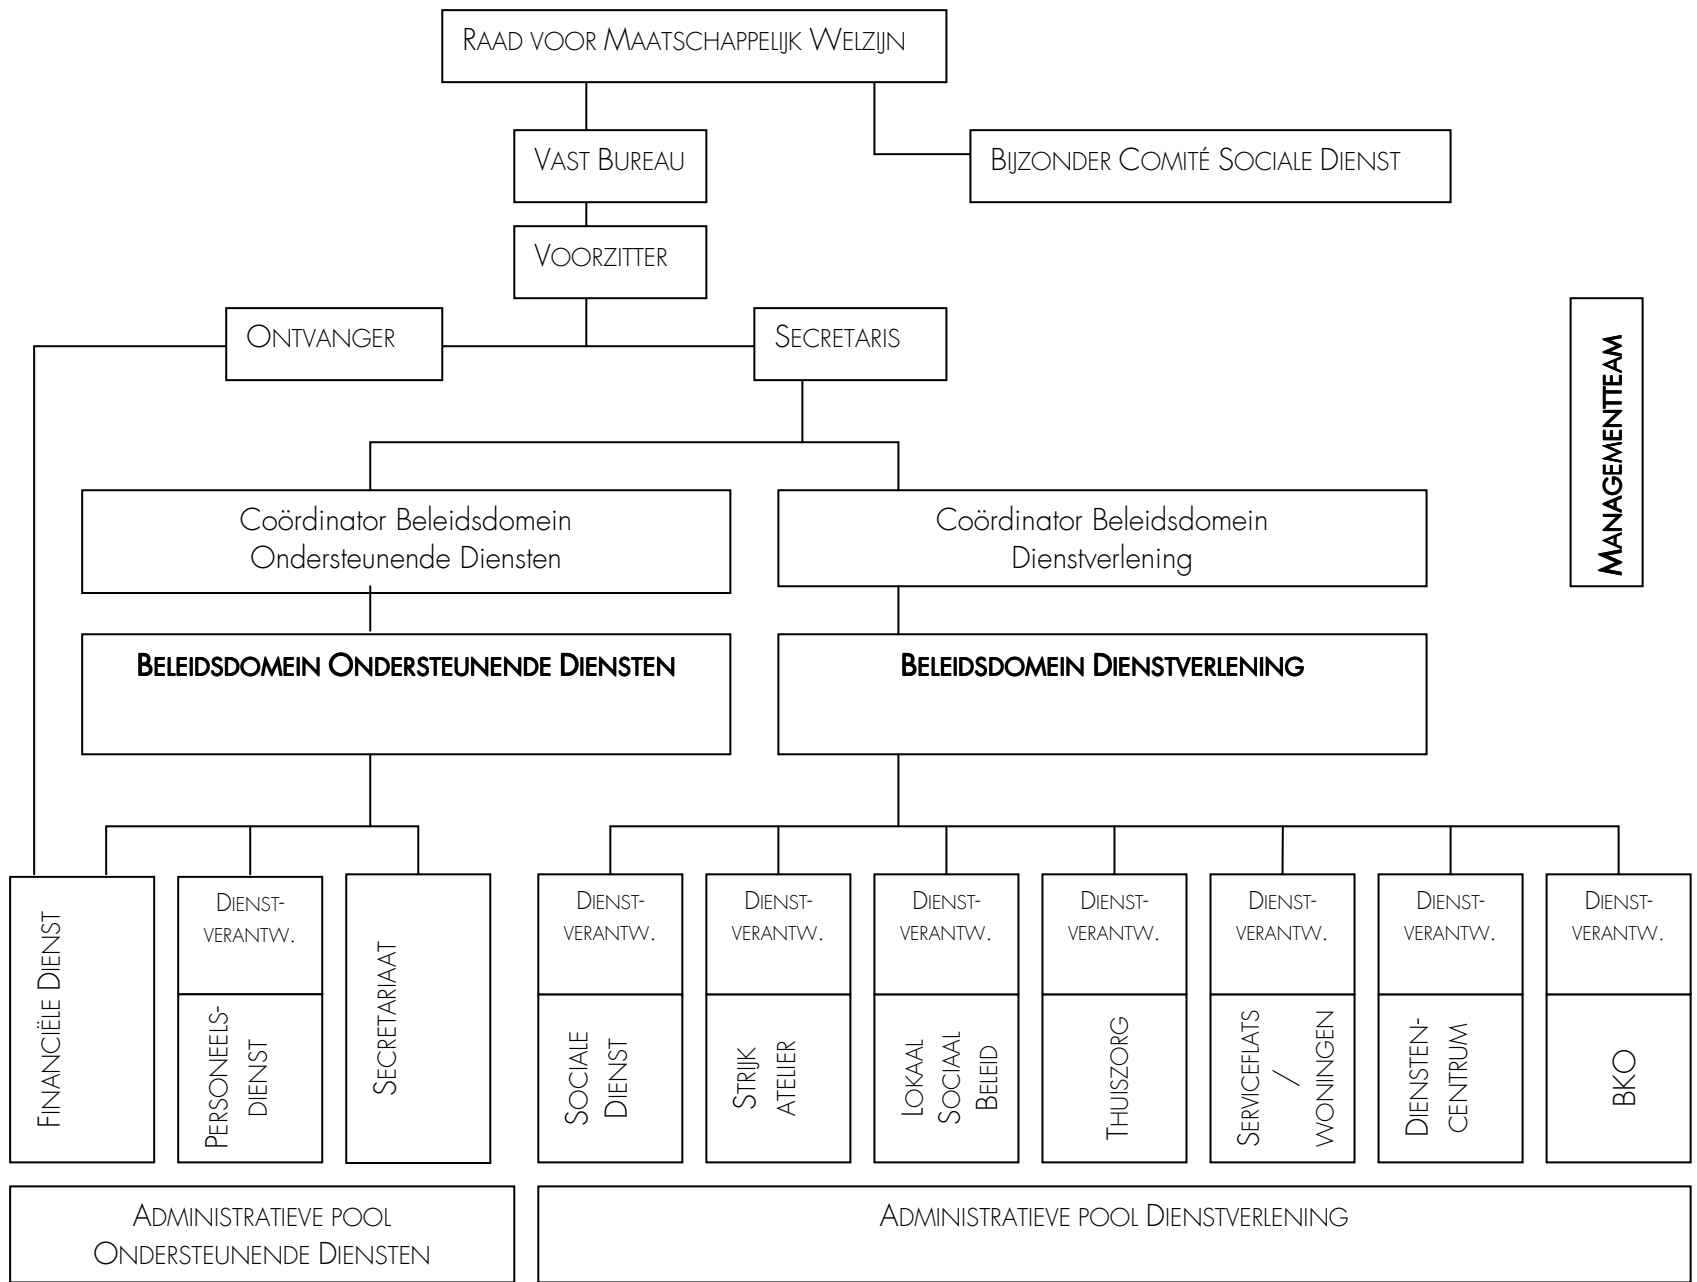 RAAD VOOR MAATSCHAPPELIJK WELZIJN
VAST BUREAU
BIJZONDER COMITÉ SOCIALE DIENST
VOORZITTER
ONTVANGER
SECRETARIS
MANAGEMENTTEAM
Coördinator Beleidsdomein
Ondersteunende Diensten
Coördinator Beleidsdomein
Dienstverlening
BELEIDSDOMEIN ONDERSTEUNENDE DIENSTEN
BELEIDSDOMEIN DIENSTVERLENING
FINANCIËLE DIENST
DIENST-
VERANTW.
PERSONEELS-
DIENST
SECRETARIAAT
DIENST-
VERANTW.
SOCIALE
DIENST
DIENST-
VERANTW.
STRIJK
ATELIER
DIENST-
VERANTW.
LOKAAL
SOCIAAL
BELEID
DIENST-
VERANTW.
THUISZORG
DIENST-
VERANTW.
SERVICEFLATS
/
WONINGEN
DIENST-
VERANTW.
DIENSTEN-
CENTRUM
DIENST-
VERANTW.
BKO
ADMINISTRATIEVE POOL
ONDERSTEUNENDE DIENSTEN
ADMINISTRATIEVE POOL DIENSTVERLENING